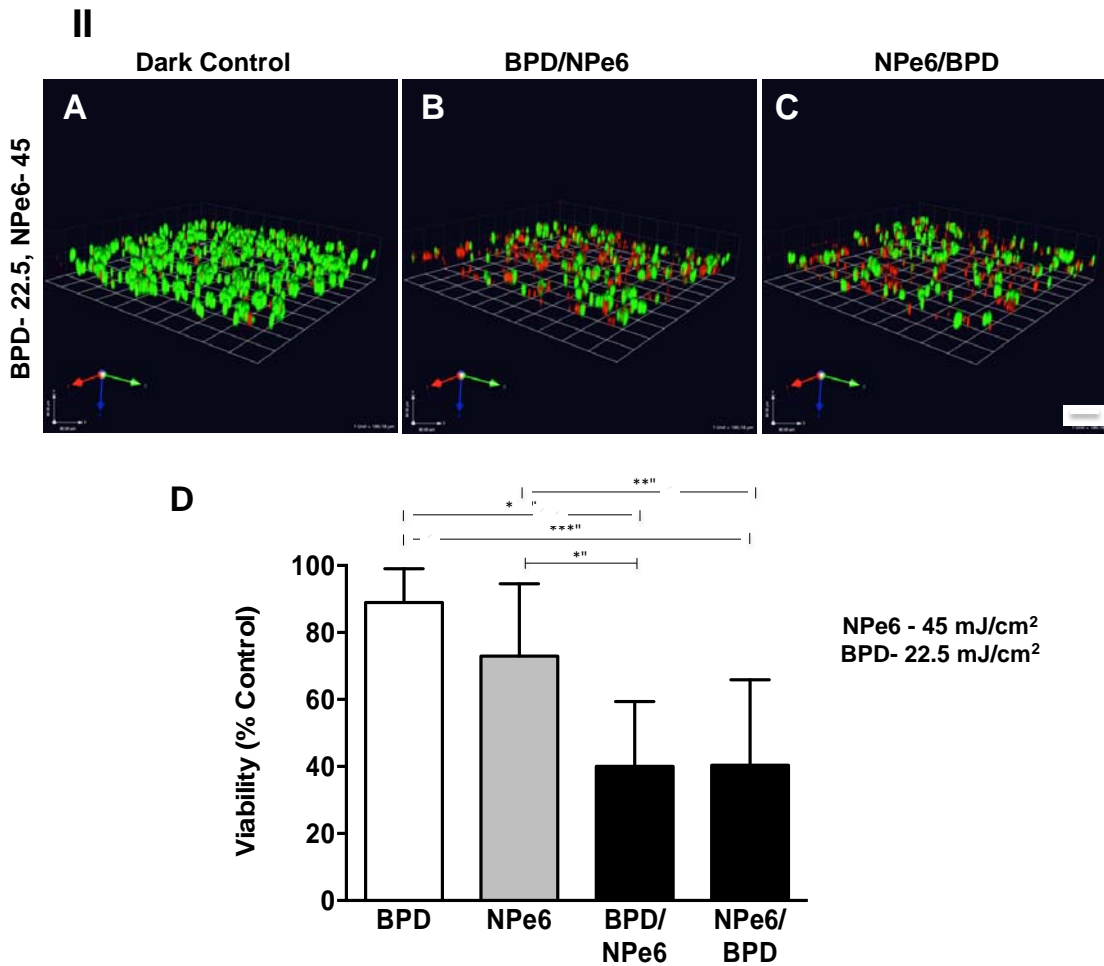 II
Dark Control
BPD/NPe6
NPe6/BPD
BPD- 22.5, NPe6- 45
A
B
C
D
**"
*
***"
*"
Viability (% Control)
100
80
60
40
20
0
BPD
NPe6
BPD/
NPe6
NPe6/
BPD
NPe6 - 45 mJ/cm²
BPD- 22.5 mJ/cm²